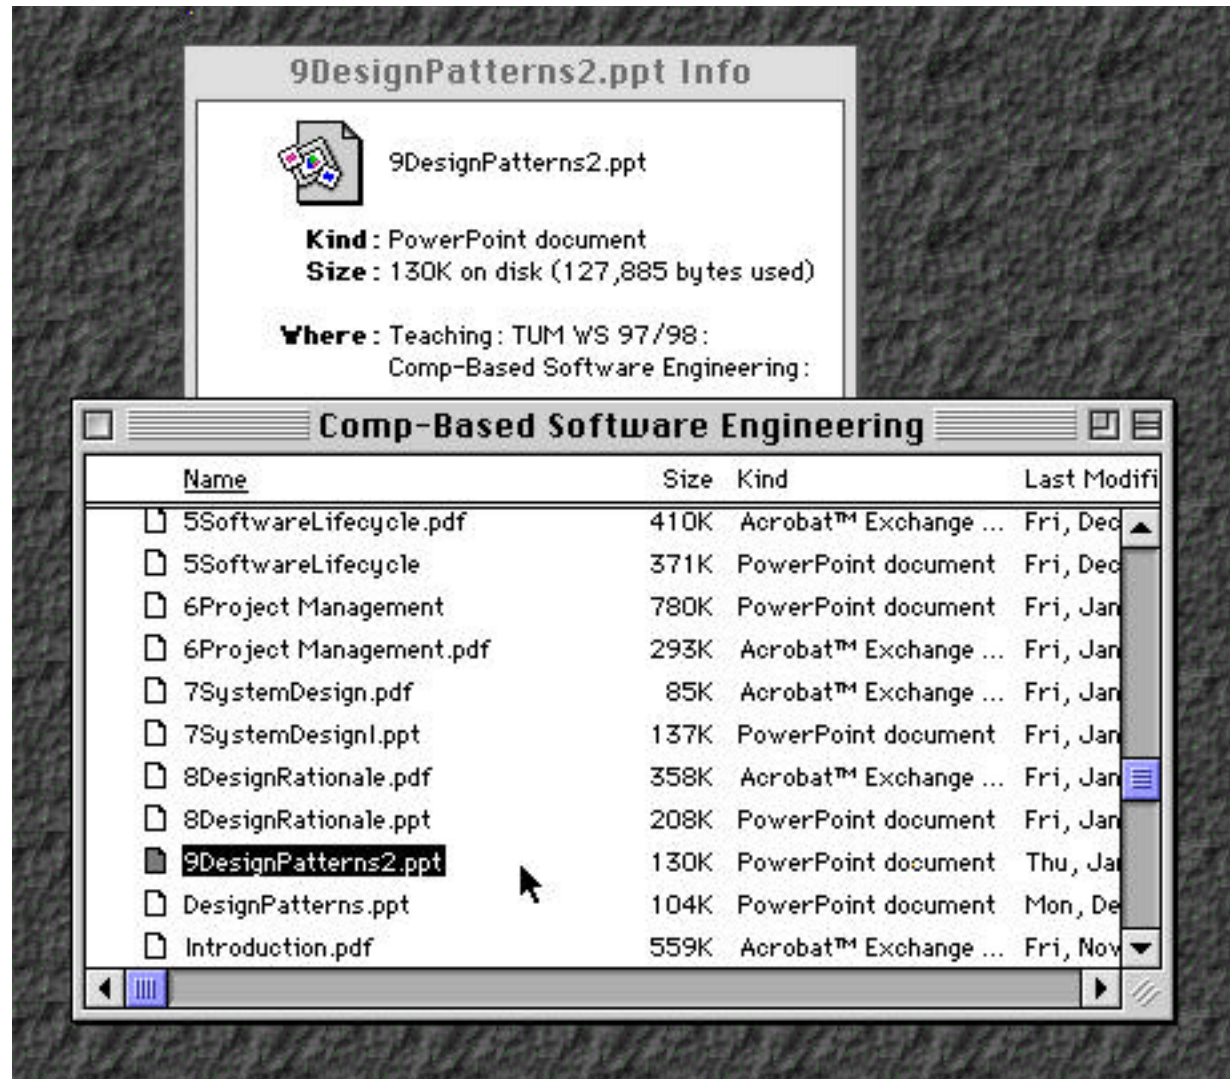 9DesignPatterns2.ppt Info
9DesignPatterns2.ppt
Kind: PowerPoint document
Size: 130K on disk (127,885 bytes used)
Where: Teaching: TUM WS 97/98:
Comp-Based Software Engineering:
Comp-Based Software Engineering
Name Size Kind Last Modifi
5SoftwareLifecycle.pdf 410K Acrobat™ Exchange ... Fri, Dec
5SoftwareLifecycle 371K PowerPoint document Fri, Dec
6Project Management 780K PowerPoint document Fri, Jan
6Project Management.pdf 293K Acrobat™ Exchange ... Fri, Jan
7SystemDesign.pdf 85K Acrobat™ Exchange ... Fri, Jan
7SystemDesignI.ppt 137K PowerPoint document Fri, Jan
8DesignRationale.pdf 358K Acrobat™ Exchange ... Fri, Jan
8DesignRationale.ppt 208K PowerPoint document Fri, Jan
9DesignPatterns2.ppt 130K PowerPoint document Thu, Jan
DesignPatterns.ppt 104K PowerPoint document Mon, De
Introduction.pdf 559K Acrobat™ Exchange ... Fri, Nov